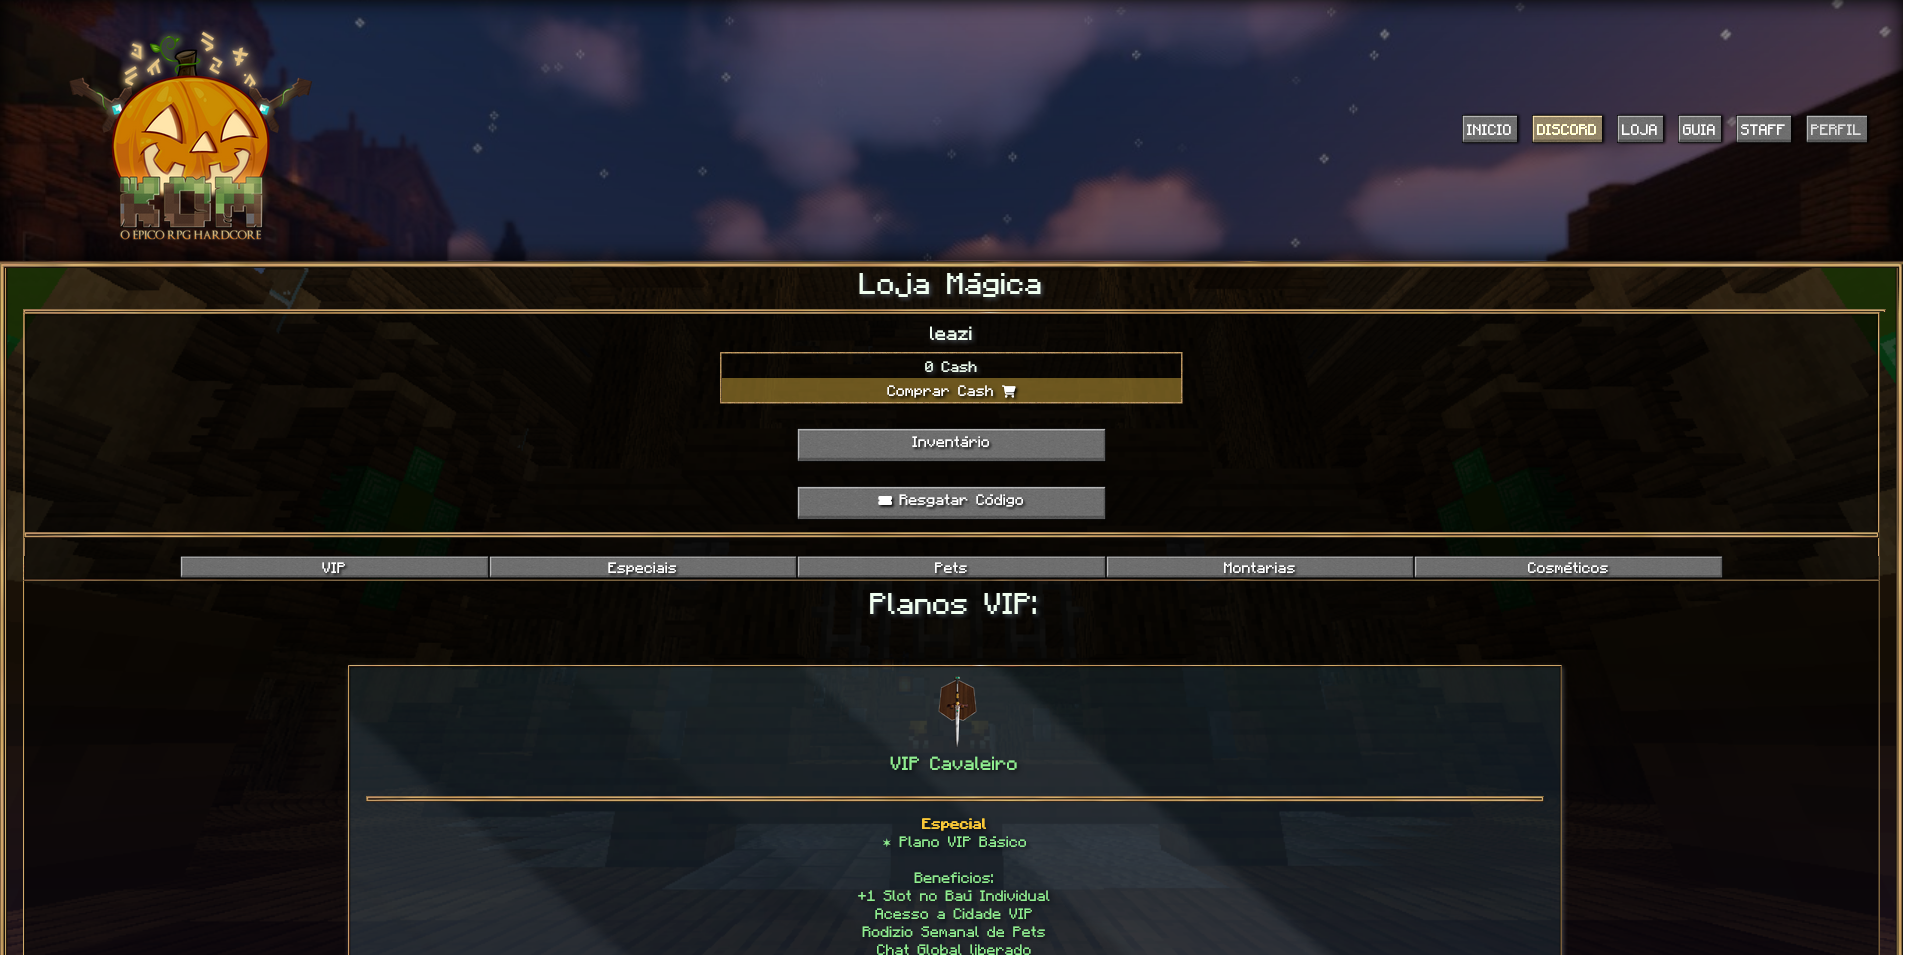 KDM
O EPICO RPG HARDCORE
INICIO DISCORD LOJA GUIA STAFF PERFIL
Loja Mágica
leazi
0 Cash
Comprar Cash
Inventário
Resgatar Código
VIP Especiais Pets Montarias Cosméticos
Planos VIP:
VIP Cavaleiro
Especial
✶ Plano VIP Básico
Beneficios:
+1 Slot no Baú Individual
Acesso a Cidade VIP
Rodizio Semanal de Pets
Chat Global liberado